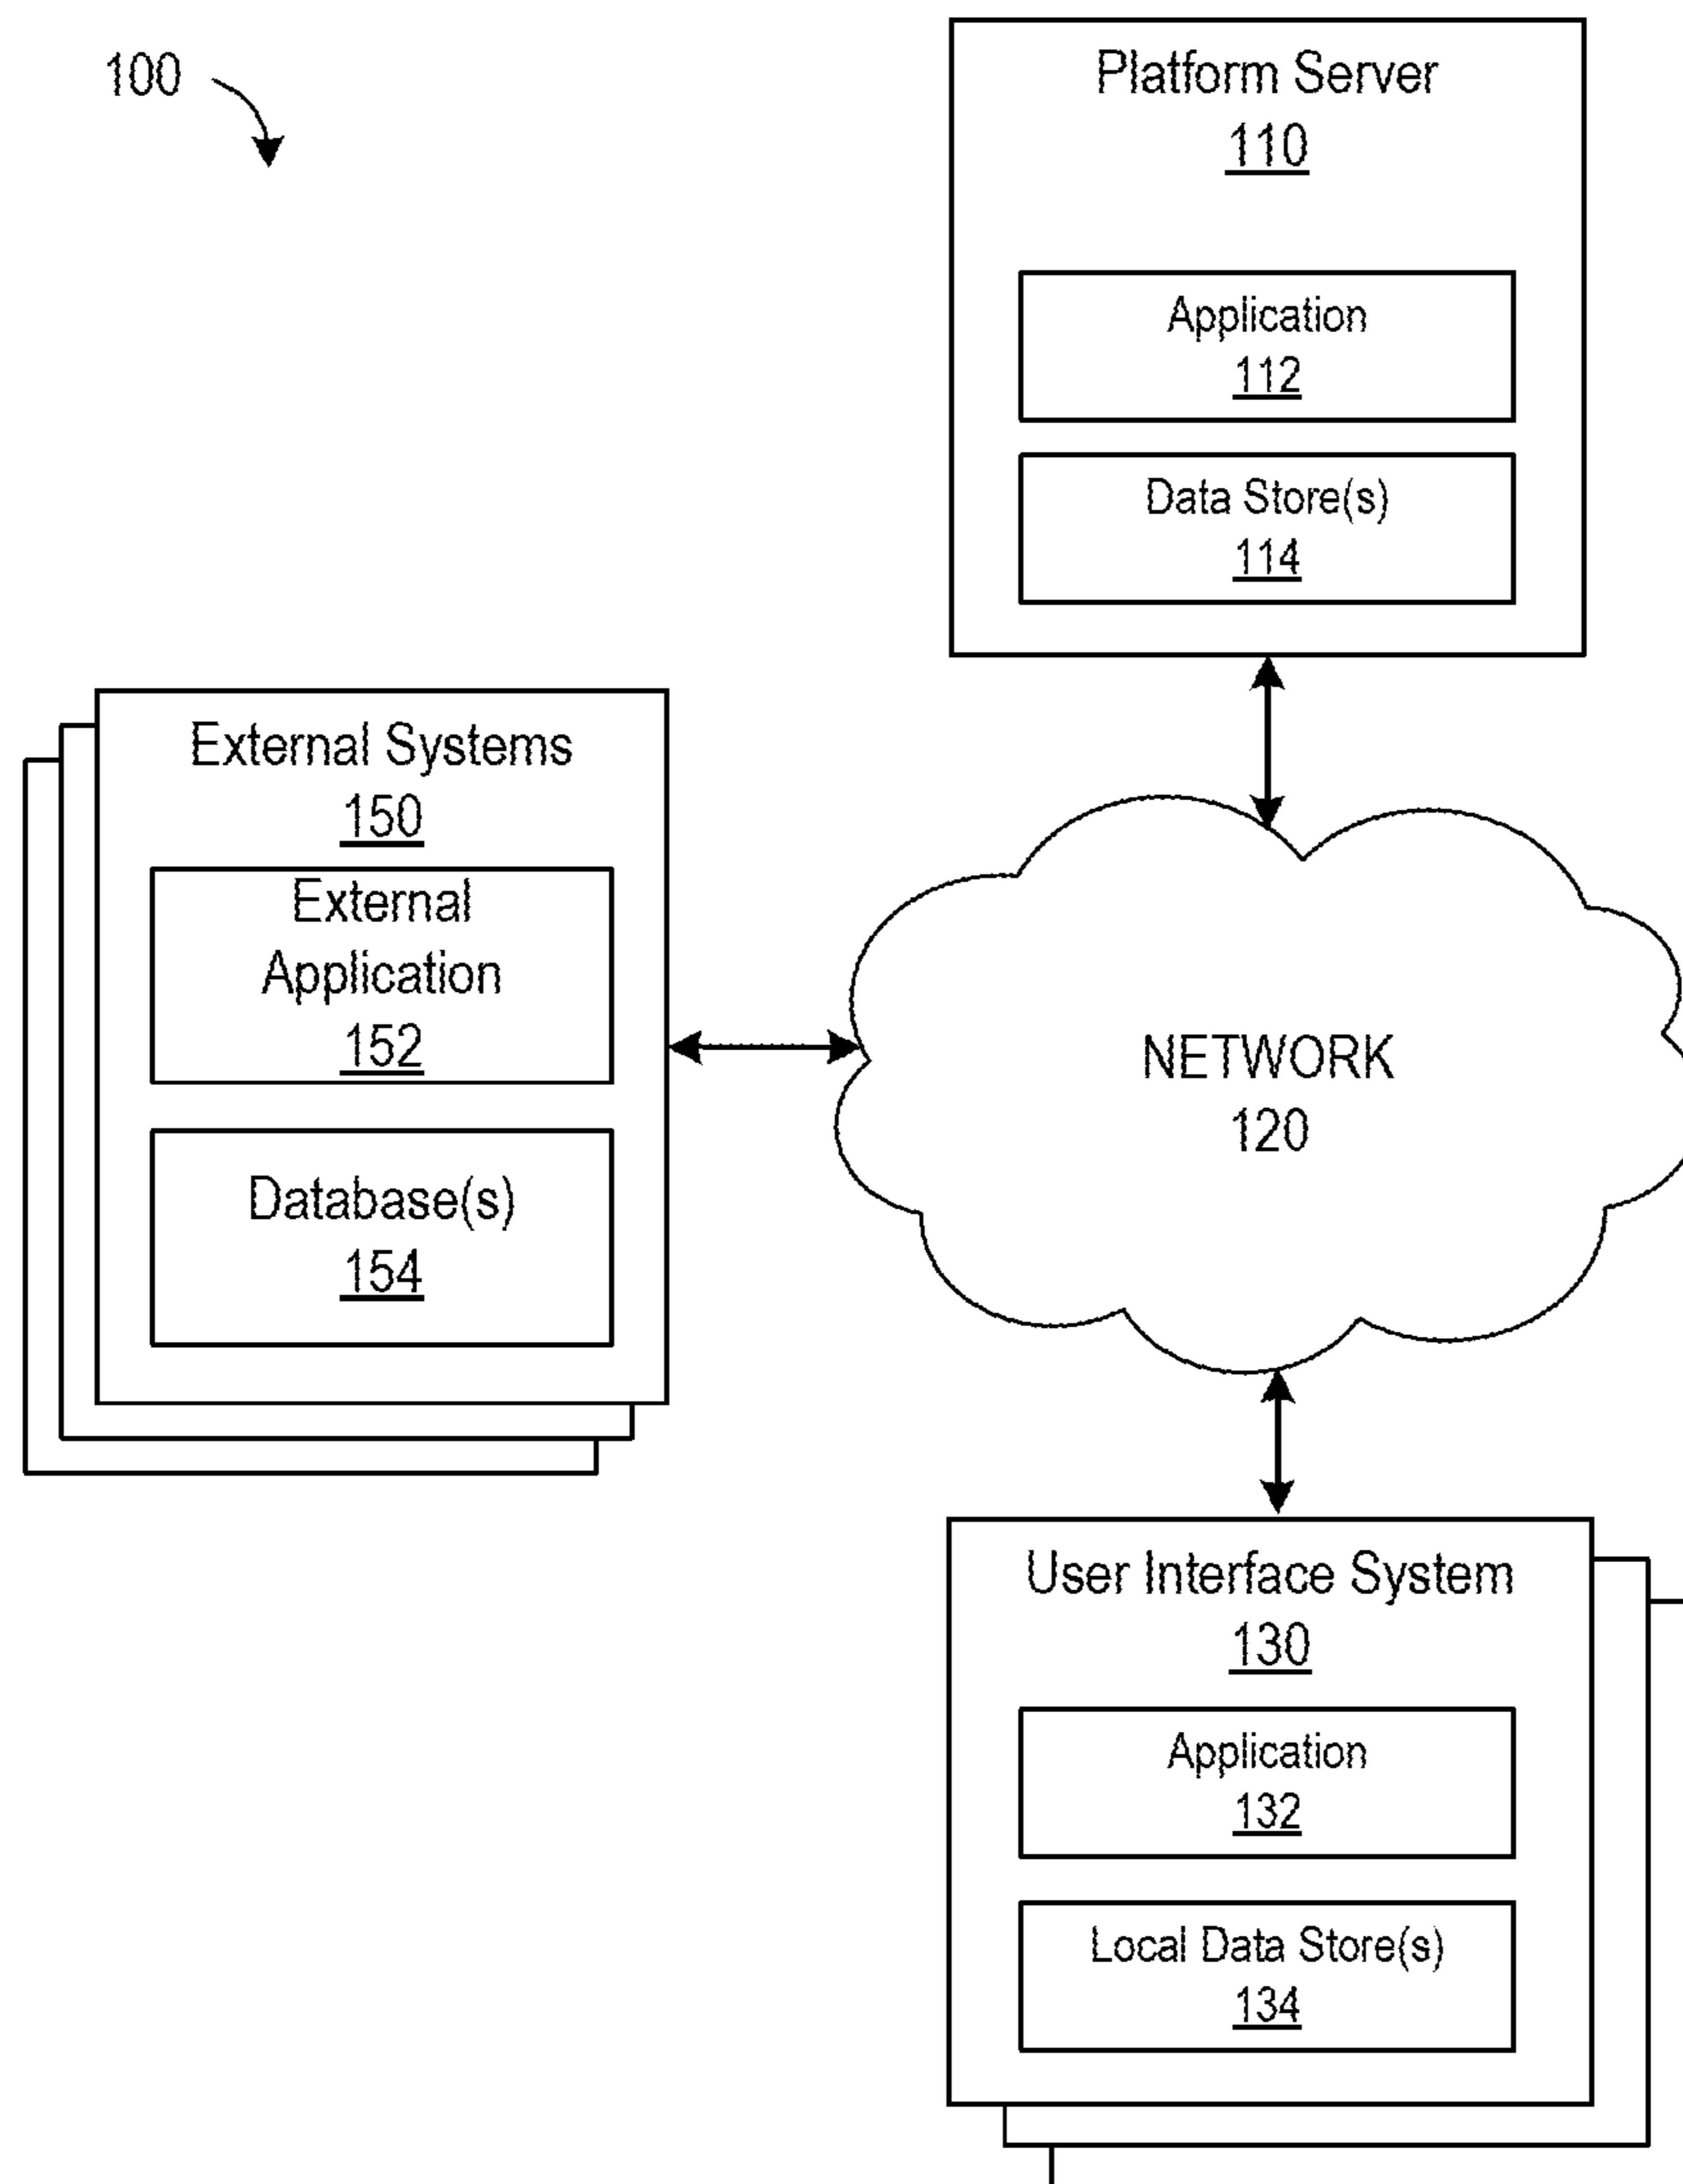 100
Platform Server
110
Application
112
Data Store(s)
114
External Systems
150
External
Application
152
Database(s)
154
NETWORK
120
User Interface System
130
Application
132
Local Data Store(s)
134